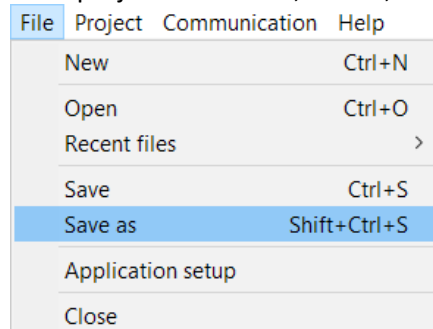 File Project Communication Help
New Ctrl+N
Open Ctrl+O
Recent files >
Save Ctrl+S
Save as Shift+Ctrl+S
Application setup
Close